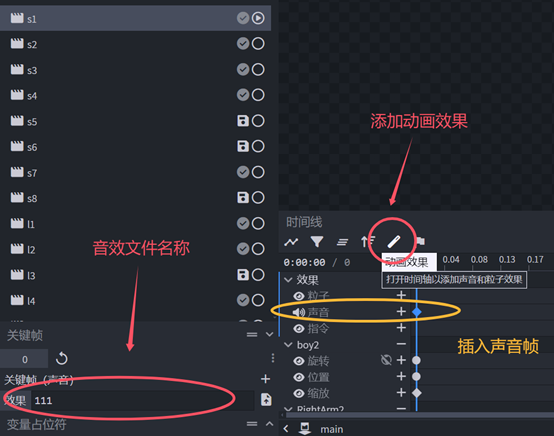 s1
s2
s3
s4
s5
s6
s7
s8
l1
l2
l3
l4
音效文件名称
关键帧
0
关键帧（声音）
效果 111
变量占位符
添加动画效果
时间线
0:00:00 / 0
动画效果
0.04 0.09 0.13 0.17
打开时间轴以添加声音和粒子效果
效果
粒子
声音
指令
插入声音帧
boy2
旋转
位置
缩放
RightArm2
main